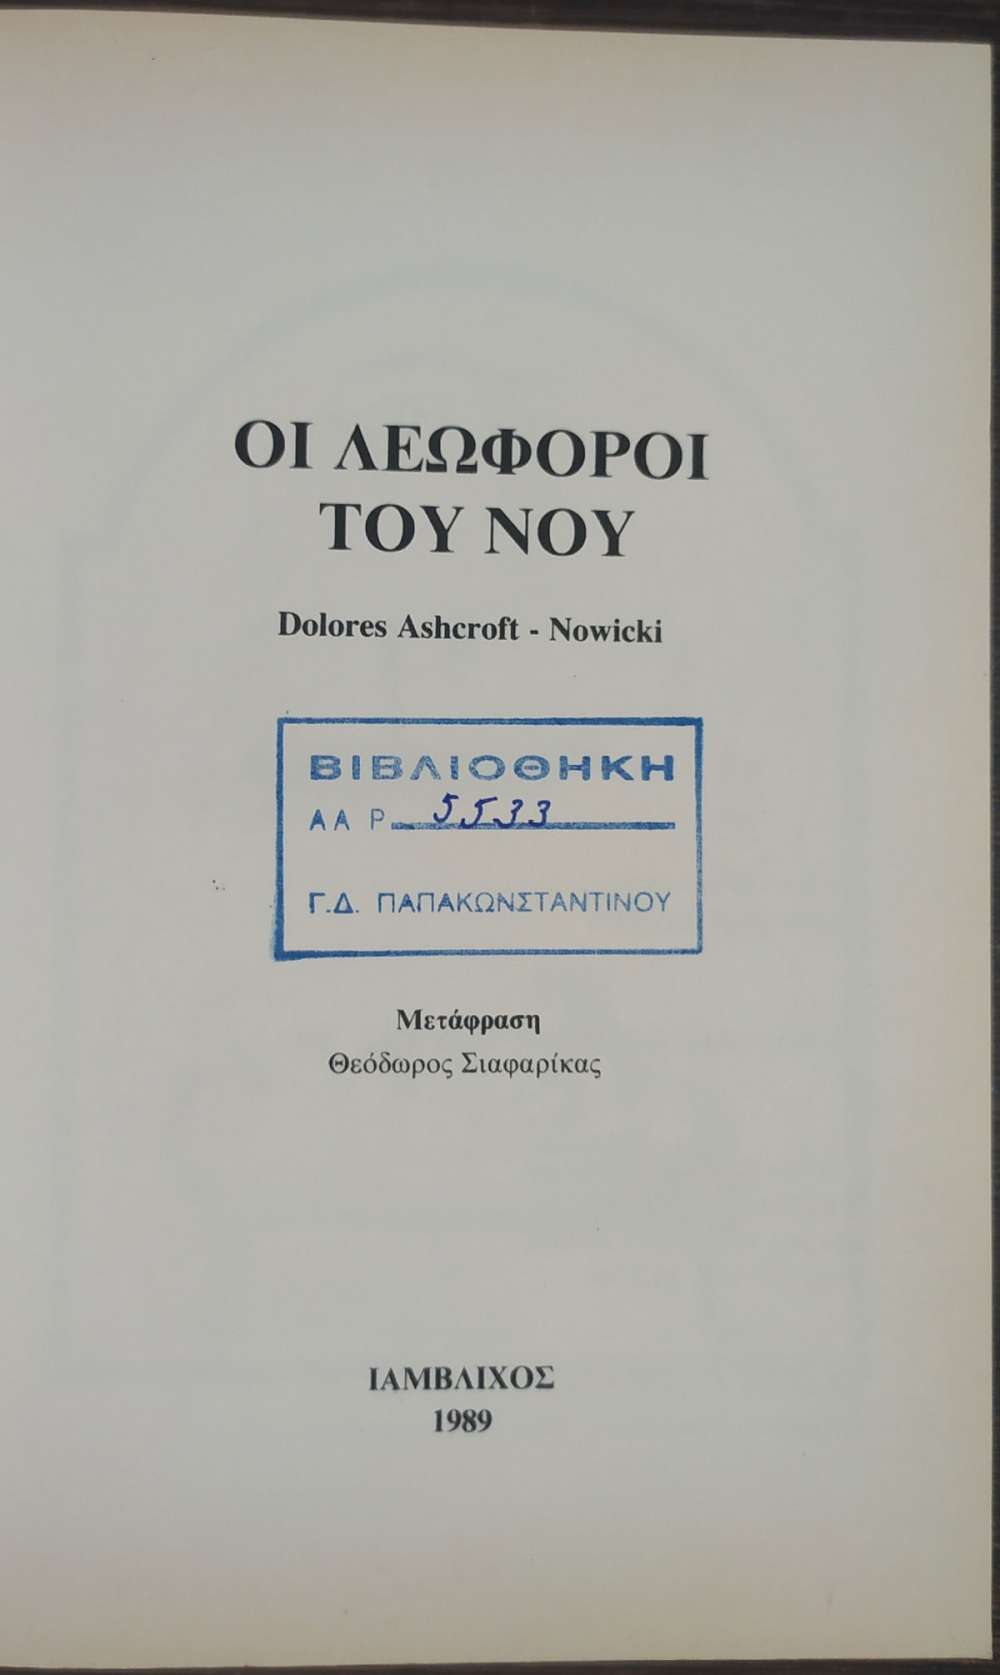 ΟΙ ΛΕΩΦΟΡΟΙ
ΤΟΥ ΝΟΥ
Dolores Ashcroft - Nowicki
ΒΙΒΛΙΟΘΗΚΗ
ΑΑ Ρ 5533
Γ.Δ. ΠΑΠΑΚΩΝΣΤΑΝΤΙΝΟΥ
Μετάφραση
Θεόδωρος Σιαφαρίκας
ΙΑΜΒΛΙΧΟΣ
1989